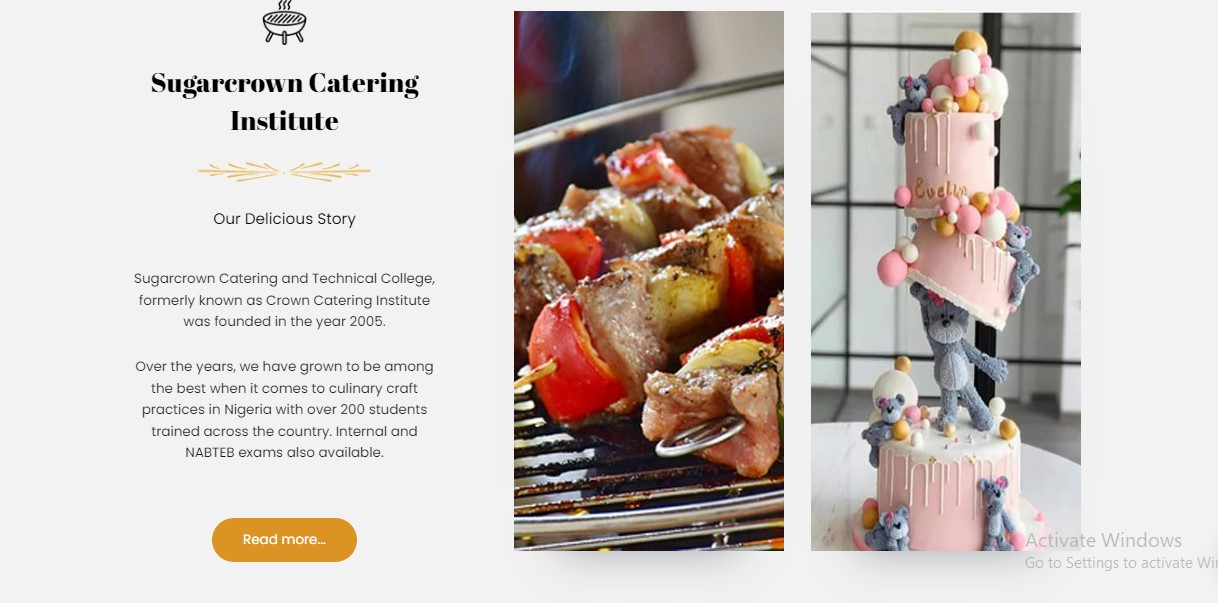 Sugarcrown Catering
Institute
Our Delicious Story
Sugarcrown Catering and Technical College,
formerly known as Crown Catering Institute
was founded in the year 2005.
Over the years, we have grown to be among
the best when it comes to culinary craft
practices in Nigeria with over 200 students
trained across the country. Internal and
NABTEB exams also available.
Read more...
Evelyn
Activate Windows
Go to Settings to activate Wi